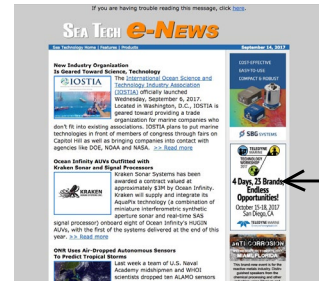 If you are having trouble reading this message, click here.
SEA TECH e-NEWS
Sea Technology Home | Features | Products
September 14, 2017
New Industry Organization
Is Geared Toward Science, Technology
IOSTIA
The International Ocean Science and
Technology Industry Association
(IOSTIA) officially launched
Wednesday, September 6, 2017.
Located in Washington, D.C., IOSTIA is
geared toward providing a trade
organization for marine companies who
don't fit into existing associations. IOSTIA plans to put marine
technologies in front of members of congress through fairs on
Capitol Hill as well as bringing companies into contact with
agencies like DOE, NOAA and NASA. >> Read more
Ocean Infinity AUVs Outfitted with
Kraken Sonar and Signal Processors
KRAKEN
Kraken Sonar Systems has been
awarded a contract valued at
approximately $3M by Ocean Infinity.
Kraken will supply and integrate its
AquaPix technology (a combination of
miniature interferometric synthetic
aperture sonar and real-time SAS
signal processor) onboard eight of Ocean Infinity's HUGIN
AUVs, with the first of the systems delivered at the end of this
year. >> Read more
ONR Uses Air-Dropped Autonomous Sensors
To Predict Tropical Storms
Last week a team of U.S. Naval
Academy midshipmen and WHOI
scientists dropped ten ALAMO sensors
COST-EFFECTIVE
EASY-TO-USE
COMPACT & ROBUST
SBG SYSTEMS
TELEDYNE MARINE
TECHNOLOGY
WORKSHOP
2017
4 Days, 23 Brands,
Endless
Opportunities!
October 15-18, 2017
San Diego, CA
TELEDYNE
MARINE
antiCORROSION
MIAMI, FLORIDA